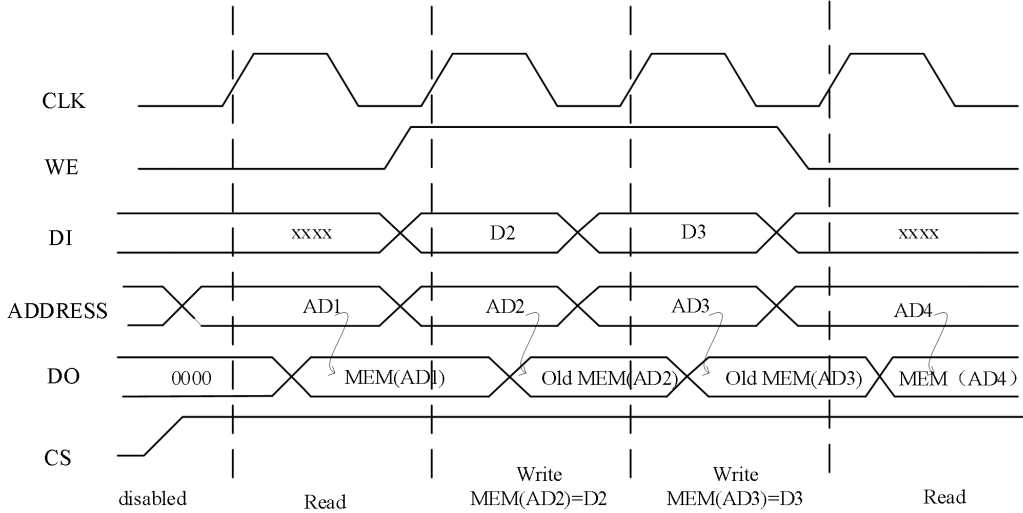 CLK
WE
DI xxxx D2 D3 xxxx
ADDRESS AD1 AD2 AD3 AD4
DO 0000 MEM(AD1) Old MEM(AD2) Old MEM(AD3) MEM（AD4）
CS
disabled Read Write MEM(AD2)=D2 Write MEM(AD3)=D3 Read